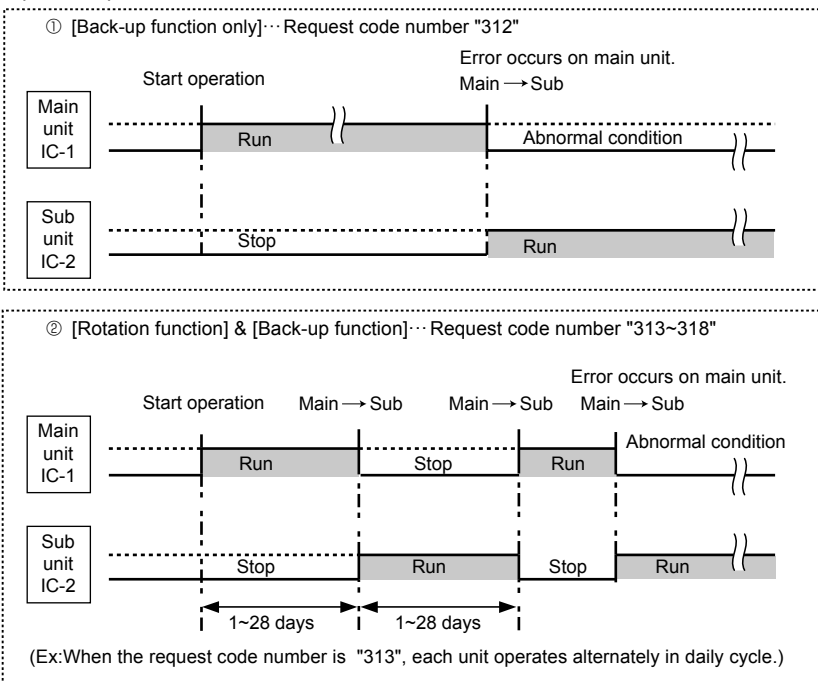 ① [Back-up function only]··· Request code number "312"
Error occurs on main unit.
Start operation
Main → Sub
Main
unit
IC-1
Run
Abnormal condition
Sub
unit
IC-2
Stop
Run
② [Rotation function] & [Back-up function]··· Request code number "313~318"
Error occurs on main unit.
Start operation
Main → Sub
Main → Sub
Main → Sub
Main
unit
IC-1
Run
Stop
Run
Abnormal condition
Sub
unit
IC-2
Stop
Run
Stop
Run
1~28 days
1~28 days
(Ex:When the request code number is "313", each unit operates alternately in daily cycle.)